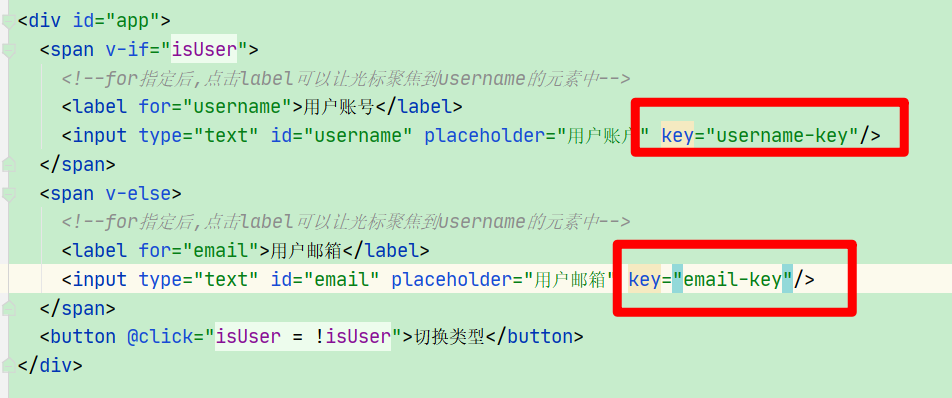 <div id="app">
<span v-if="isUser">
<!--for指定后,点击label可以让光标聚焦到username的元素中-->
<label for="username">用户账号</label>
<input type="text" id="username" placeholder="用户账户" key="username-key"/>
</span>
<span v-else>
<!--for指定后,点击label可以让光标聚焦到username的元素中-->
<label for="email">用户邮箱</label>
<input type="text" id="email" placeholder="用户邮箱" key="email-key"/>
</span>
<button @click="isUser = !isUser">切换类型</button>
</div>